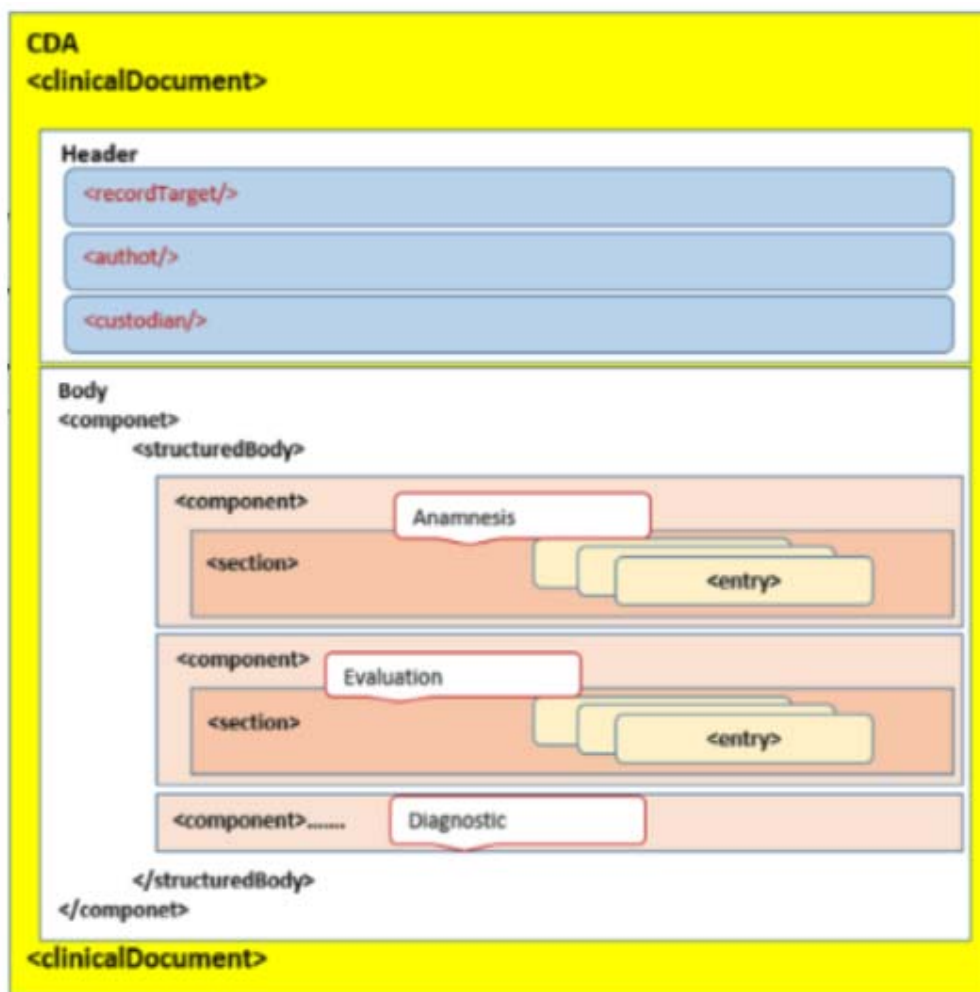 CDA
<clinicalDocument>
Header
<recordTarget/>
<authot/>
<custodian/>
Body
<componet>
<structuredBody>
<component>
Anamnesis
<section>
<entry>
<component>
Evaluation
<section>
<entry>
<component>.......
Diagnostic
</structuredBody>
</componet>
<clinicalDocument>